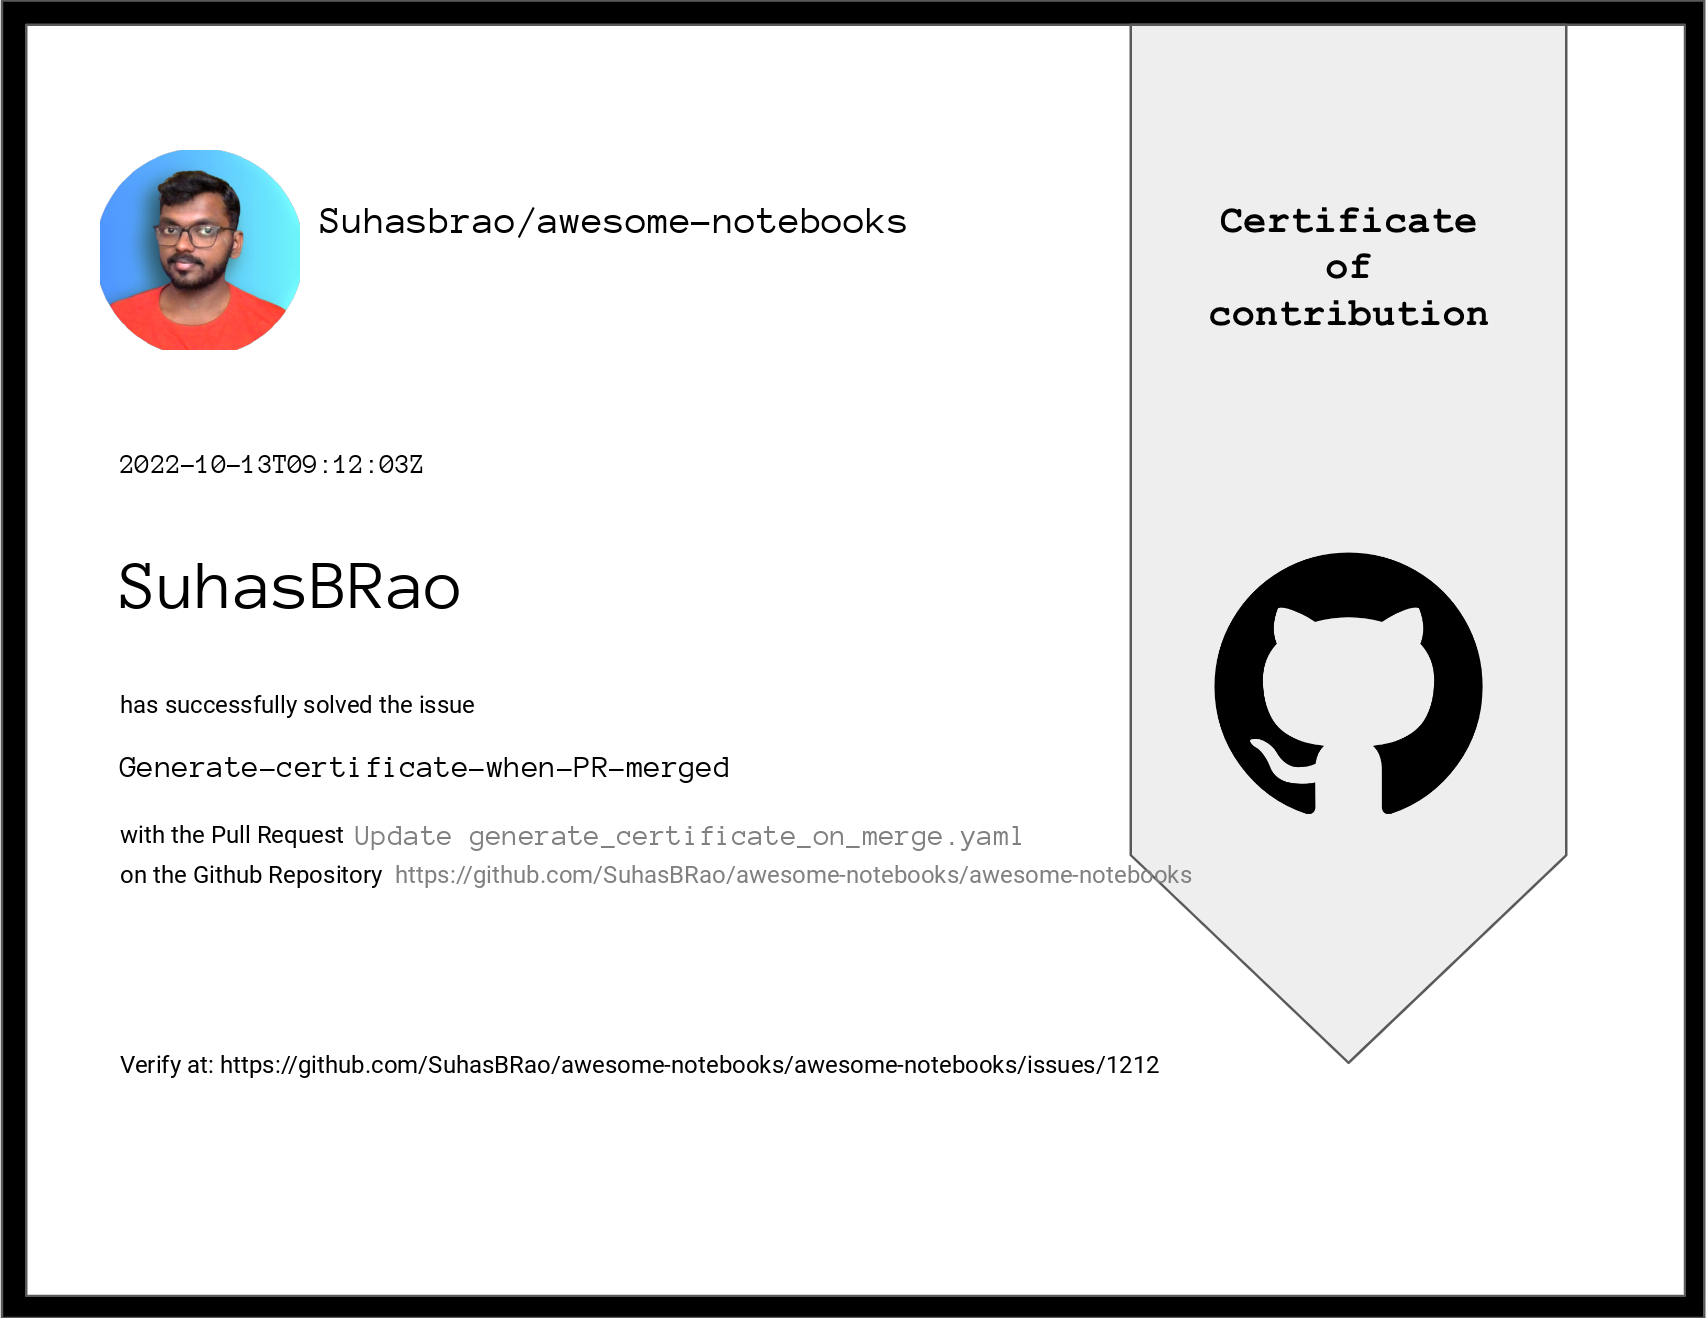 Suhasbrao/awesome-notebooks
Certificate
of
contribution
2022-10-13T09:12:03Z
SuhasBRao
has successfully solved the issue
Generate-certificate-when-PR-merged
with the Pull Request Update generate_certificate_on_merge.yaml
on the Github Repository https://github.com/SuhasBRao/awesome-notebooks/awesome-notebooks
Verify at: https://github.com/SuhasBRao/awesome-notebooks/awesome-notebooks/issues/1212